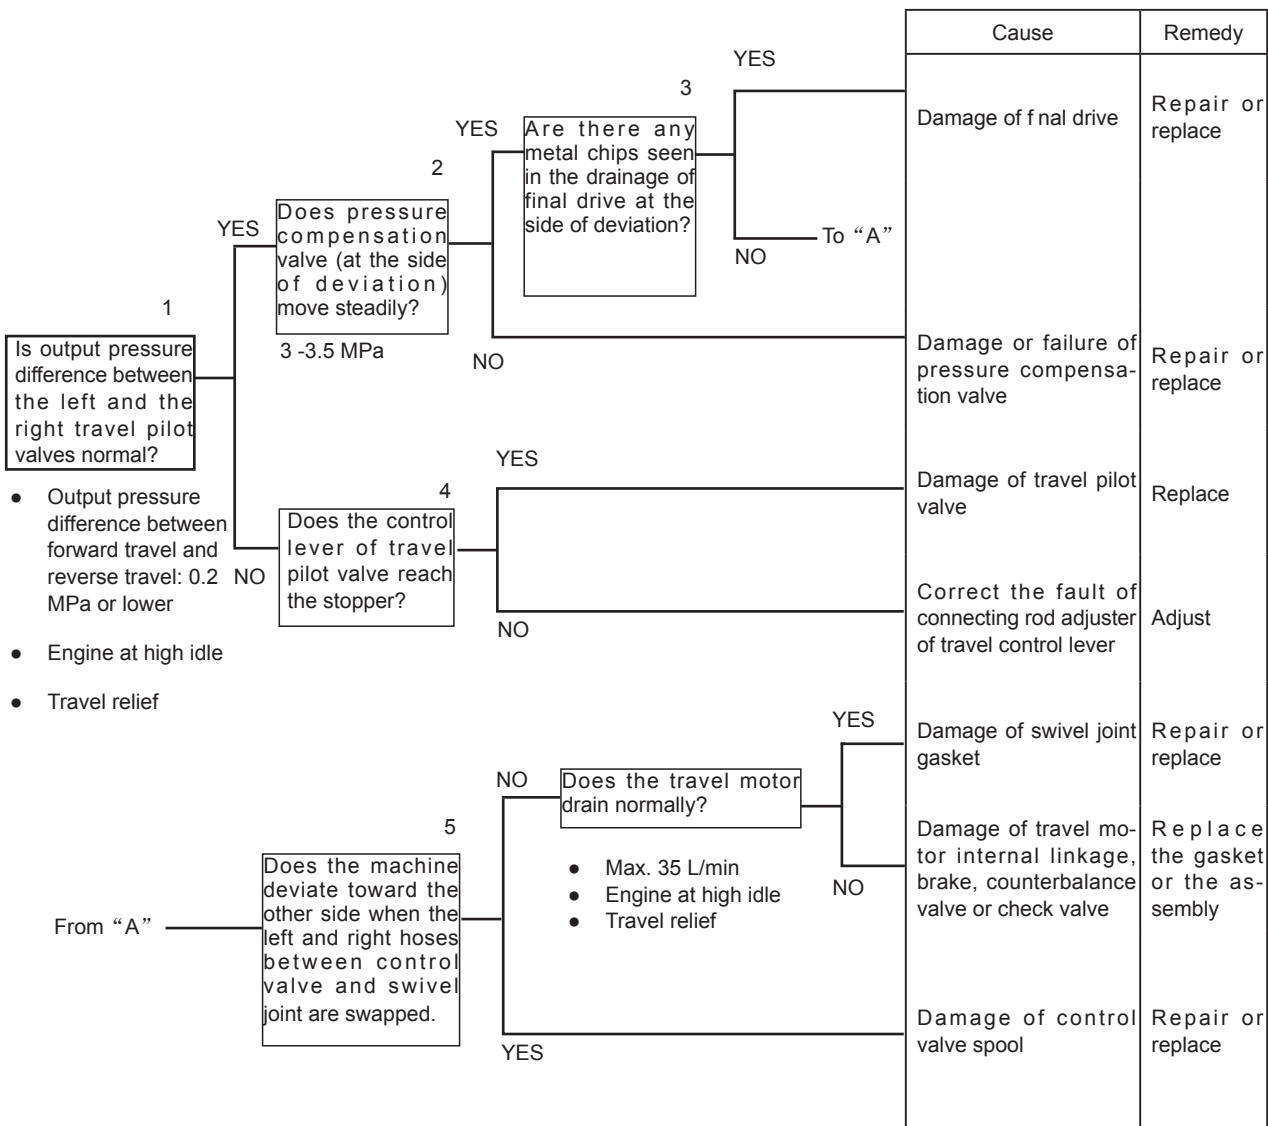 Cause
Remedy
YES
3
Are there any
metal chips seen
in the drainage of
final drive at the
side of deviation?
YES
Damage of f nal drive
Repair or
replace
2
Does pressure
compensation
valve (at the side
of deviation)
move steadily?
YES
To “A”
NO
3 -3.5 MPa
NO
Damage or failure of
pressure compensa-
tion valve
Repair or
replace
1
Is output pressure
difference between
the left and the
right travel pilot
valves normal?
● Output pressure
difference between
forward travel and
reverse travel: 0.2
MPa or lower
● Engine at high idle
● Travel relief
NO
4
Does the control
lever of travel
pilot valve reach
the stopper?
YES
Damage of travel pilot
valve
Replace
NO
Correct the fault of
connecting rod adjuster
of travel control lever
Adjust
YES
Damage of swivel joint
gasket
Repair or
replace
NO
Does the travel motor
drain normally?
● Max. 35 L/min
● Engine at high idle
● Travel relief
NO
Damage of travel mo-
tor internal linkage,
brake, counterbalance
valve or check valve
Replace
the gasket
or the as-
sembly
5
Does the machine
deviate toward the
other side when the
left and right hoses
between control
valve and swivel
joint are swapped.
From “A”
YES
Damage of control
valve spool
Repair or
replace